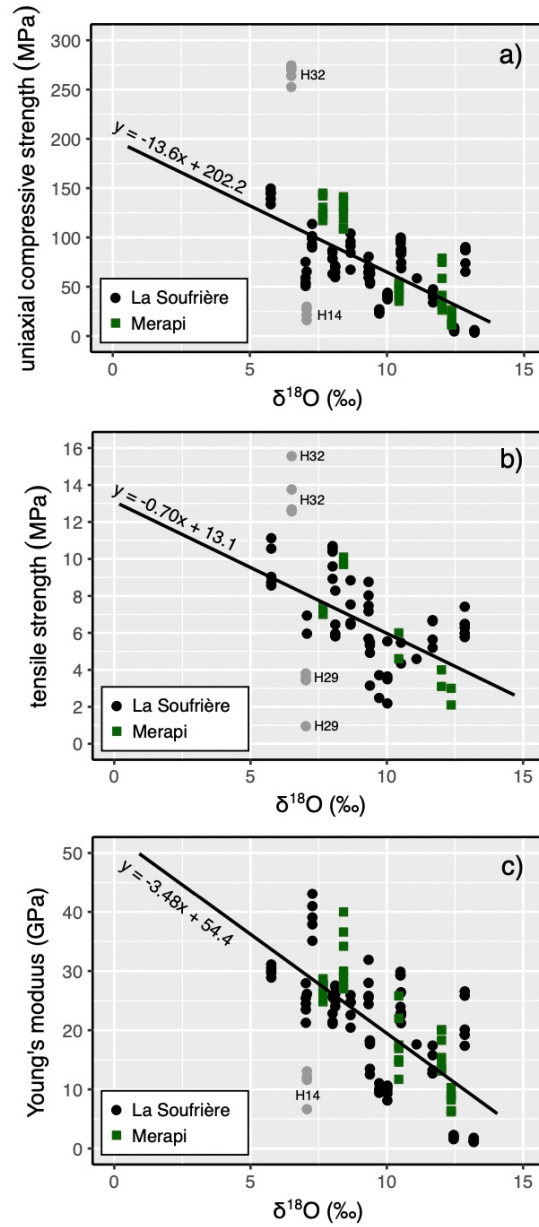 a)
uniaxial compressive strength (MPa)
300
250
200
150
100
50
0
H32
y = -13.6x + 202.2
H14
La Soufrière
Merapi
0 5 10 15
δ¹⁸O (‰)
b)
tensile strength (MPa)
16
14
12
10
8
6
4
2
0
H32
H32
y = -0.70x + 13.1
H29
H29
La Soufrière
Merapi
0 5 10 15
δ¹⁸O (‰)
c)
Young's moduus (GPa)
50
40
30
20
10
0
y = -3.48x + 54.4
H14
La Soufrière
Merapi
0 5 10 15
δ¹⁸O (‰)